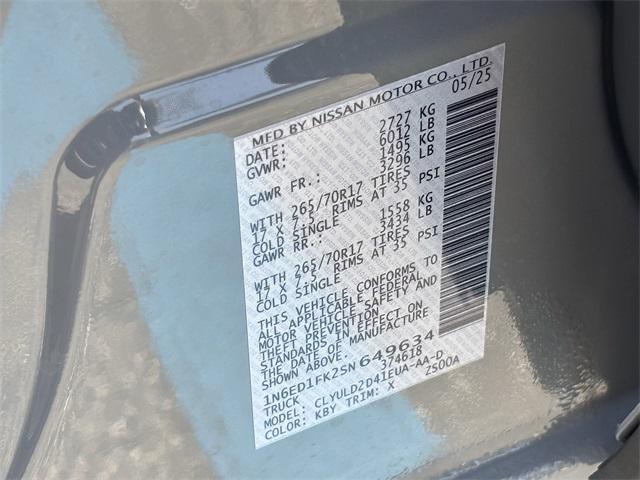 MFD BY NISSAN MOTOR CO., LTD.
DATE: 05/25
GVWR: 2727 KG
6012 LB
GAWR FR.: 1495 KG
3296 LB
WITH 265/70R17 TIRES
17 X 7.5 RIMS AT 35 PSI
COLD SINGLE
GAWR RR.: 1558 KG
3434 LB
WITH 265/70R17 TIRES
17 X 7.5 RIMS AT 35 PSI
COLD SINGLE
THIS VEHICLE CONFORMS TO
ALL APPLICABLE FEDERAL
MOTOR VEHICLE SAFETY AND
THEFT PREVENTION
STANDARDS IN EFFECT ON
THE DATE OF MANUFACTURE
SHOWN ABOVE.
1N6ED1FK2SN649634
TRUCK 374618
MODEL: CLYULD2D41EUA-AA-D
COLOR: KBY TRIM: X ZS00A